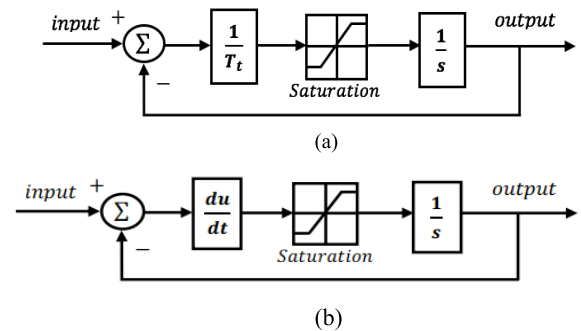 input + Σ 1/T_t Saturation 1/s output
−
(a)
input + Σ du/dt Saturation 1/s output
−
(b)